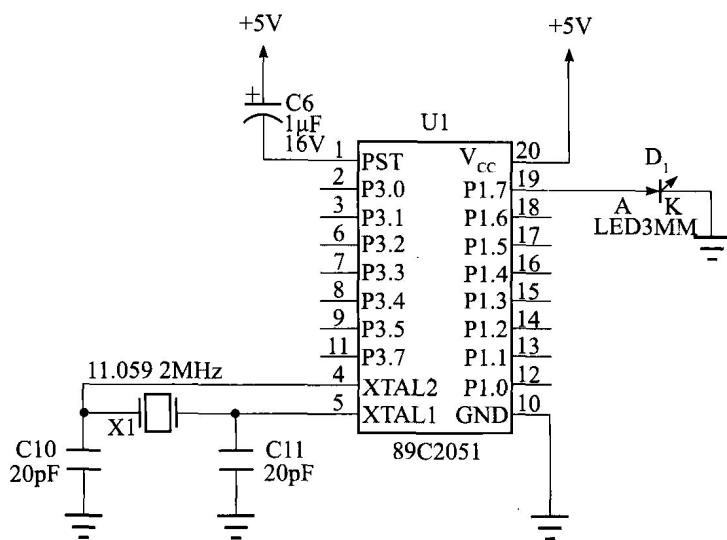 +5V
+5V
+
C6
1μF
16V
U1
1
PST
V_CC
20
2
P3.0
P1.7
19
3
P3.1
P1.6
18
6
P3.2
P1.5
17
7
P3.3
P1.4
16
8
P3.4
P1.3
15
9
P3.5
P1.2
14
11
P3.7
P1.1
13
4
XTAL2
P1.0
12
5
XTAL1
GND
10
89C2051
D₁
A
K
LED3MM
11.059 2MHz
X1
C10
20pF
C11
20pF